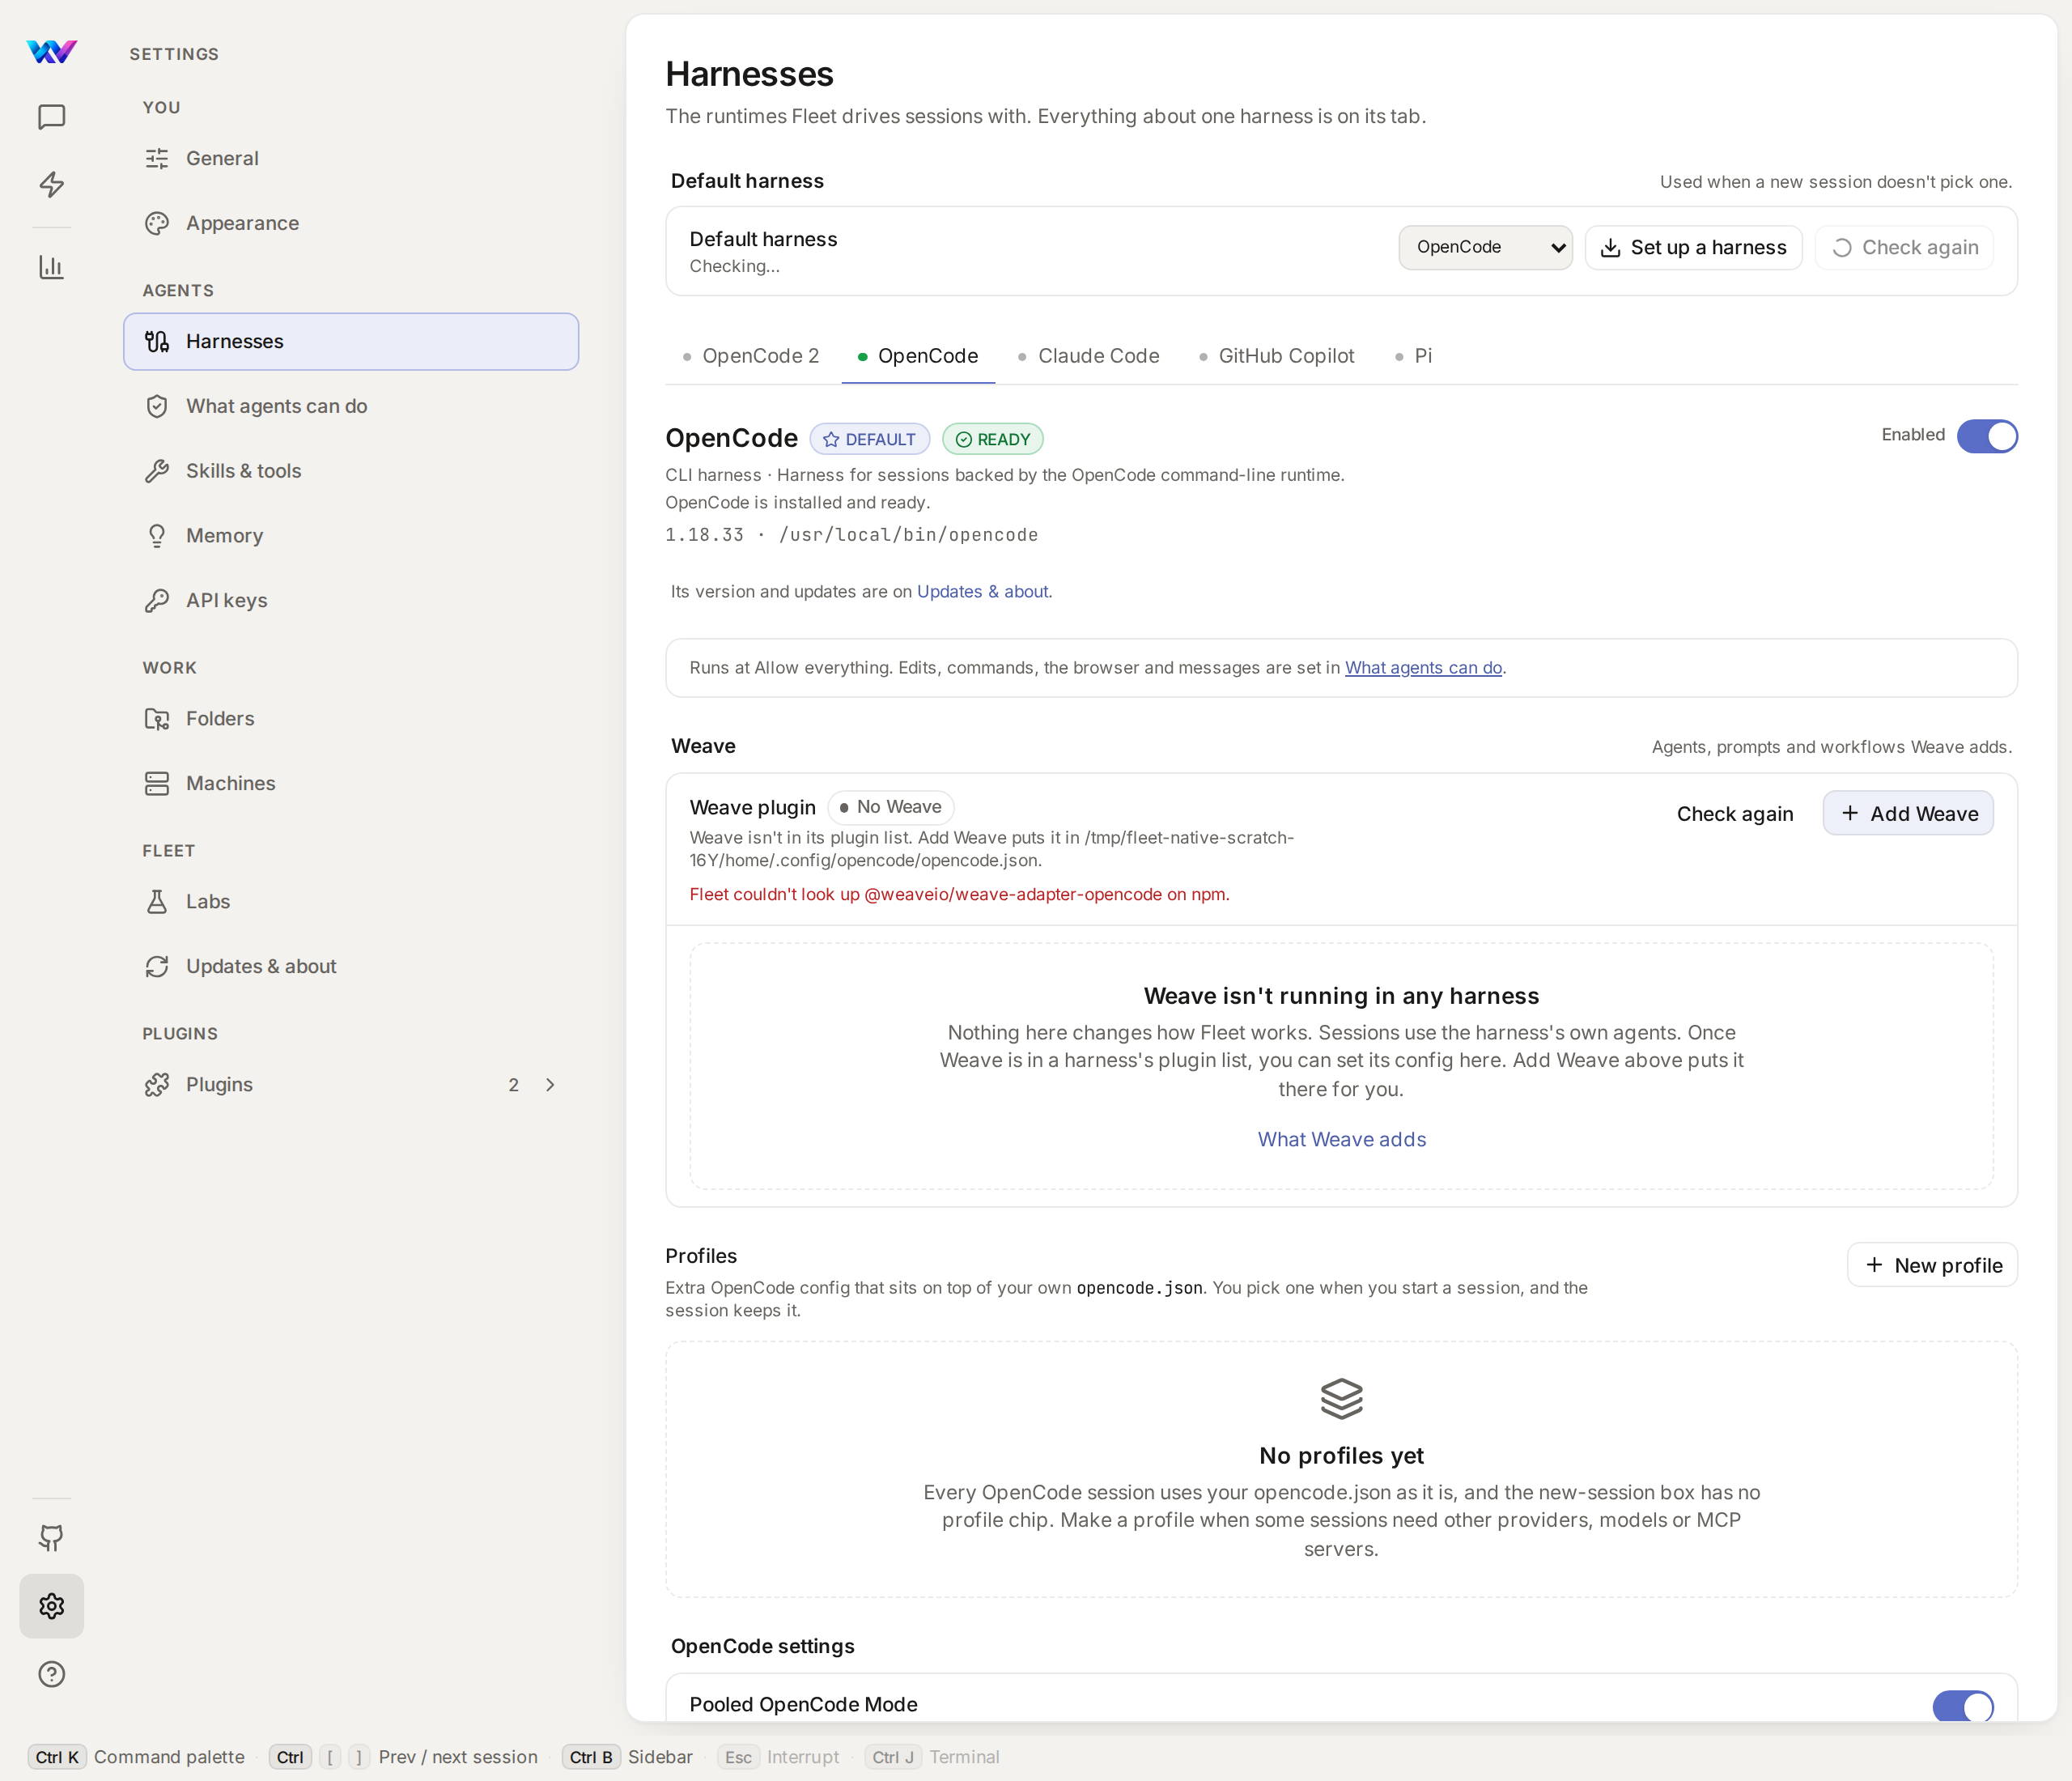 SETTINGS
YOU
General
Appearance
AGENTS
Harnesses
What agents can do
Skills & tools
Memory
API keys
WORK
Folders
Machines
FLEET
Labs
Updates & about
PLUGINS
Plugins 2
Harnesses
The runtimes Fleet drives sessions with. Everything about one harness is on its tab.
Default harness Used when a new session doesn't pick one.
Default harness
Checking...
OpenCode Set up a harness Check again
OpenCode 2 OpenCode Claude Code GitHub Copilot Pi
OpenCode DEFAULT READY Enabled
CLI harness · Harness for sessions backed by the OpenCode command-line runtime.
OpenCode is installed and ready.
1.18.33 · /usr/local/bin/opencode
Its version and updates are on Updates & about.
Runs at Allow everything. Edits, commands, the browser and messages are set in What agents can do.
Weave Agents, prompts and workflows Weave adds.
Weave plugin No Weave Check again Add Weave
Weave isn't in its plugin list. Add Weave puts it in /tmp/fleet-native-scratch-
16Y/home/.config/opencode/opencode.json.
Fleet couldn't look up @weaveio/weave-adapter-opencode on npm.
Weave isn't running in any harness
Nothing here changes how Fleet works. Sessions use the harness's own agents. Once
Weave is in a harness's plugin list, you can set its config here. Add Weave above puts it
there for you.
What Weave adds
Profiles New profile
Extra OpenCode config that sits on top of your own opencode.json. You pick one when you start a session, and the
session keeps it.
No profiles yet
Every OpenCode session uses your opencode.json as it is, and the new-session box has no
profile chip. Make a profile when some sessions need other providers, models or MCP
servers.
OpenCode settings
Pooled OpenCode Mode
Ctrl K Command palette · Ctrl [ ] Prev / next session · Ctrl B Sidebar · Esc Interrupt · Ctrl J Terminal